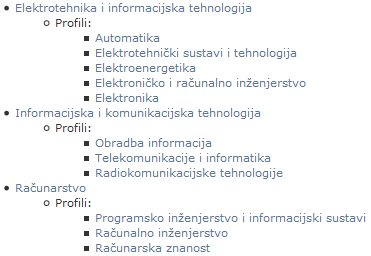 Elektrotehnika i informacijska tehnologija
Profili:
Automatika
Elektrotehnički sustavi i tehnologija
Elektroenergetika
Elektroničko i računalno inženjerstvo
Elektronika
Informacijska i komunikacijska tehnologija
Profili:
Obradba informacija
Telekomunikacije i informatika
Radiokomunikacijske tehnologije
Računarstvo
Profili:
Programsko inženjerstvo i informacijski sustavi
Računalno inženjerstvo
Računarska znanost